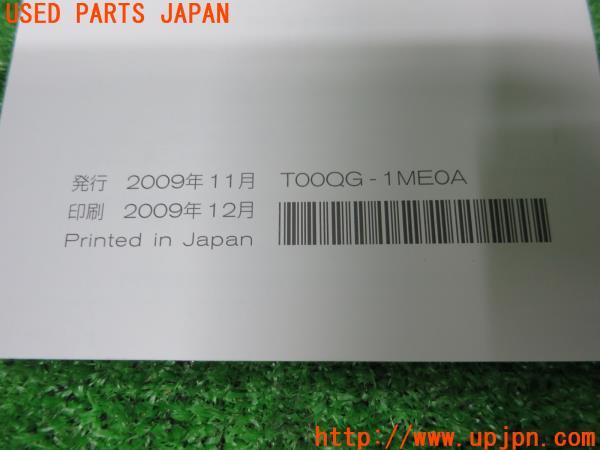 USED PARTS JAPAN
発行 2009年11月 T00QG-1ME0A
印刷 2009年12月
Printed in Japan
http://www.upjpn.com